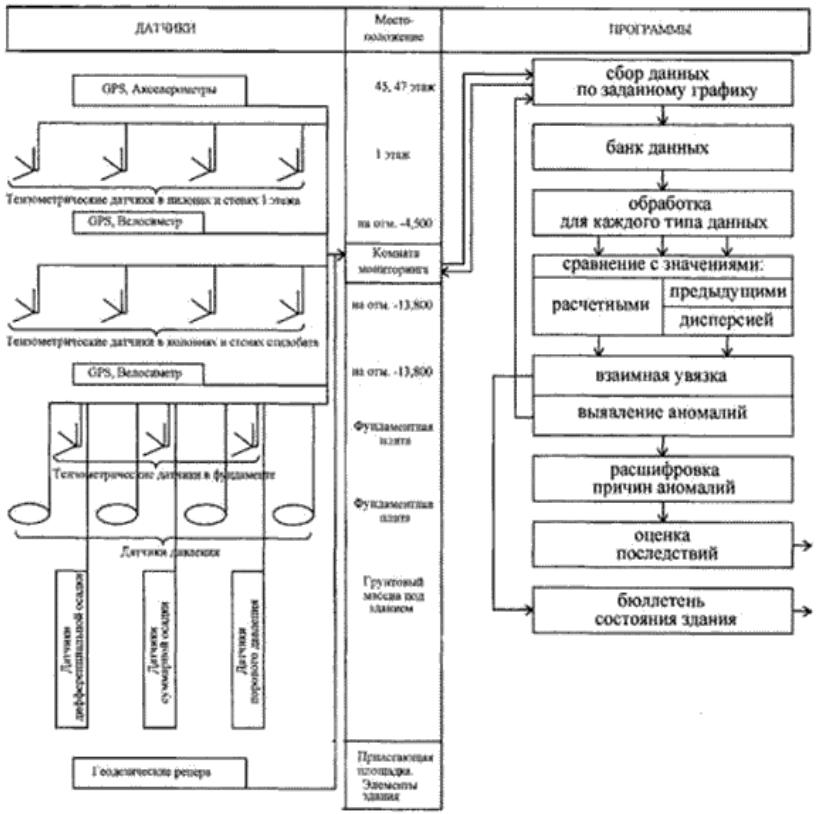 ДАТЧИКИ
Место-
положение
ПРОГРАММЫ
GPS, Акселерометры
45, 47 этаж
Тензометрические датчики в пилонах и стенах 1 этажа
1 этаж
GPS, Велосиметр
на отм. -4,500
Комната
мониторинга
Тензометрические датчики в колоннах и стенах стилобата
на отм. -13,800
GPS, Велосиметр
на отм. -13,800
Тензометрические датчики в фундаменте
Фундаментная
плита
Датчики давления
Фундаментная
плита
Датчики
дифференциальной осадки
Датчики
суммарной осадки
Датчики
порового давления
Грунтовый
массив под
зданием
Геодезические репера
Прилегающая
площадка.
Элементы
здания
сбор данных
по заданному графику
банк данных
обработка
для каждого типа данных
сравнение с значениями:
расчетными
предыдущими
дисперсией
взаимная увязка
выявление аномалий
расшифровка
причин аномалий
оценка
последствий
бюллетень
состояния здания